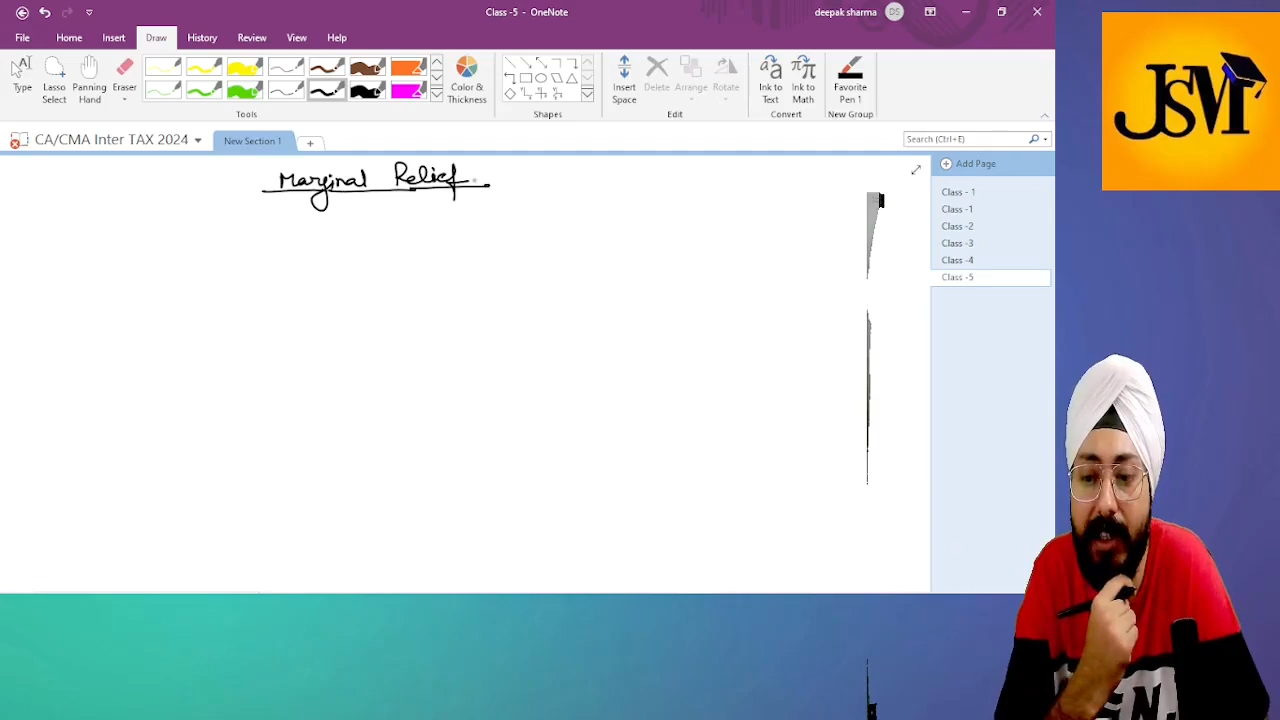 Class -5 - OneNote
deepak sharma
DS
File
Home
Insert
Draw
History
Review
View
Help
Type
Lasso Select
Panning Hand
Eraser
Color & Thickness
Insert Space
Delete
Arrange
Rotate
Ink to Text
Ink to Math
Favorite Pen 1
Tools
Shapes
Edit
Convert
New Group
CA/CMA Inter TAX 2024
New Section 1
Search (Ctrl+E)
Marginal Relief
Add Page
Class - 1
Class -1
Class -2
Class -3
Class -4
Class -5
JSM